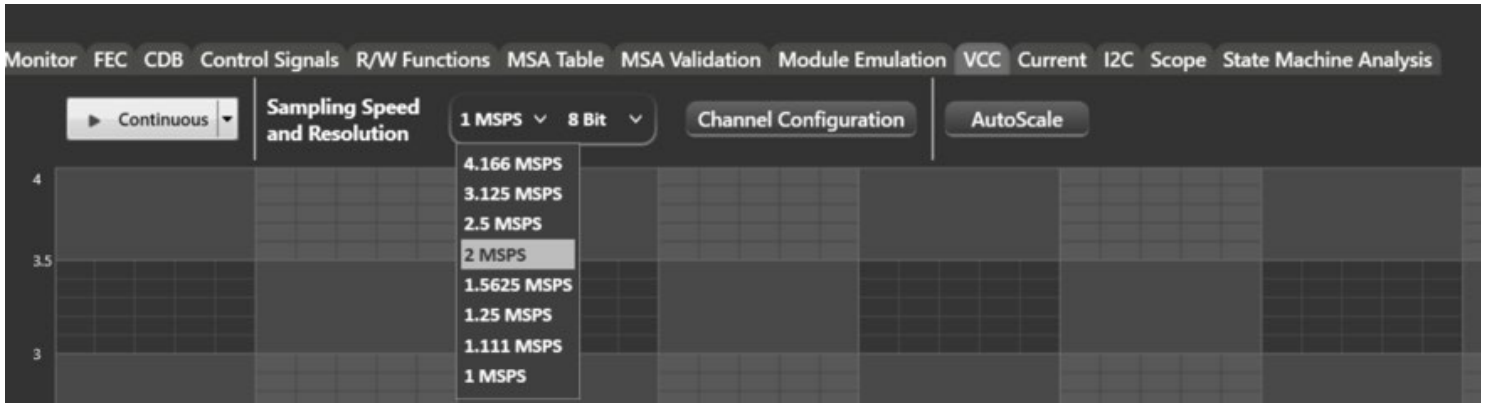 Monitor FEC CDB Control Signals R/W Functions MSA Table MSA Validation Module Emulation VCC Current I2C Scope State Machine Analysis
Continuous
Sampling Speed
and Resolution
1 MSPS 8 Bit
Channel Configuration
AutoScale
4.166 MSPS
3.125 MSPS
2.5 MSPS
2 MSPS
1.5625 MSPS
1.25 MSPS
1.111 MSPS
1 MSPS
4
3.5
3